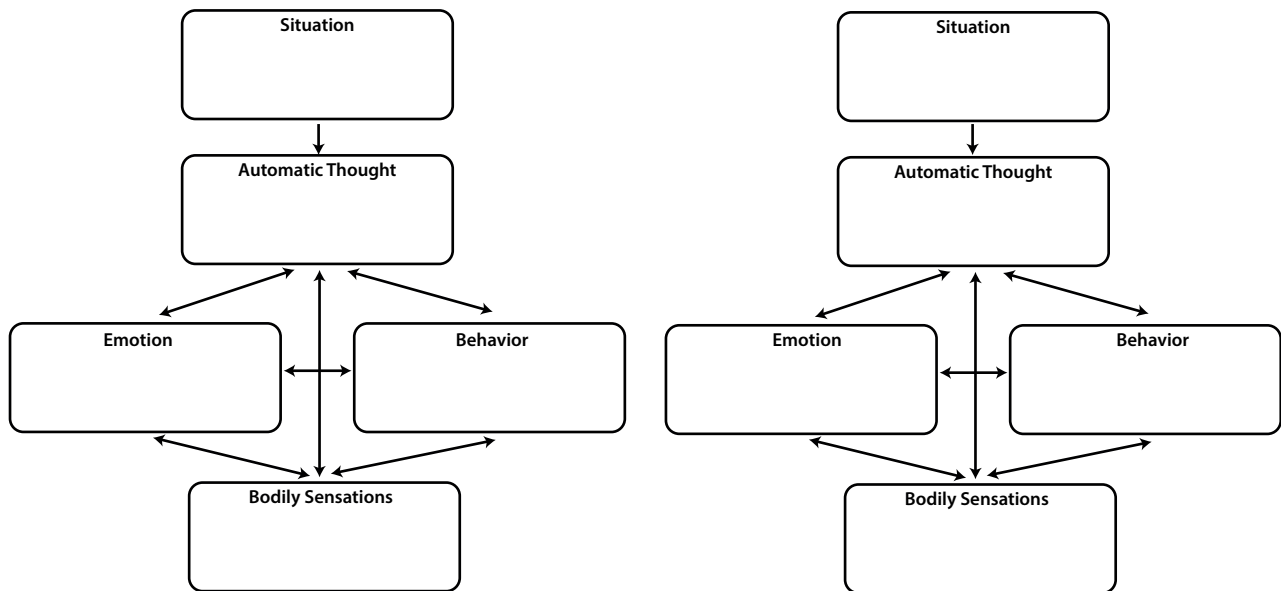 Situation
Automatic Thought
Emotion
Behavior
Bodily Sensations
Situation
Automatic Thought
Emotion
Behavior
Bodily Sensations